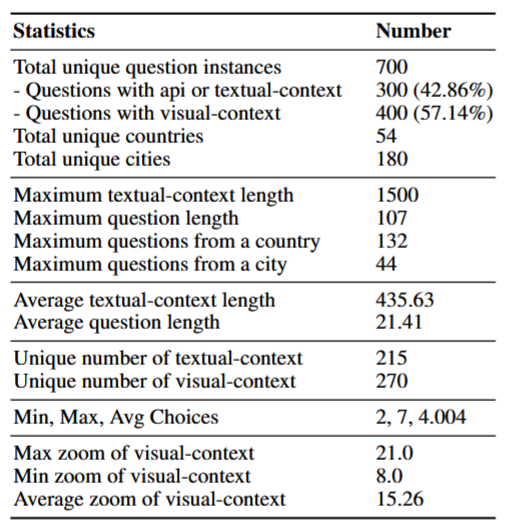 Statistics Number
Total unique question instances 700
- Questions with api or textual-context 300 (42.86%)
- Questions with visual-context 400 (57.14%)
Total unique countries 54
Total unique cities 180
Maximum textual-context length 1500
Maximum question length 107
Maximum questions from a country 132
Maximum questions from a city 44
Average textual-context length 435.63
Average question length 21.41
Unique number of textual-context 215
Unique number of visual-context 270
Min, Max, Avg Choices 2, 7, 4.004
Max zoom of visual-context 21.0
Min zoom of visual-context 8.0
Average zoom of visual-context 15.26